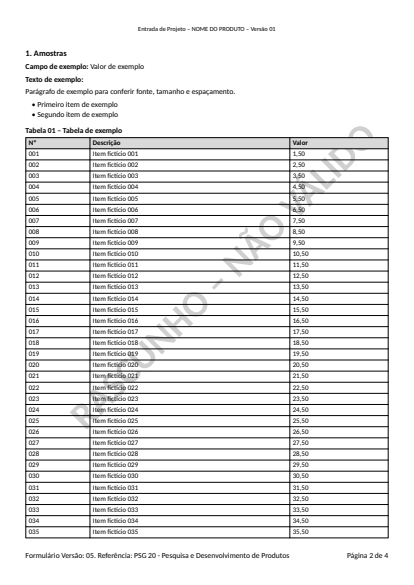 Entrada de Projeto – NOME DO PRODUTO – Versão 01
1. Amostras
Campo de exemplo: Valor de exemplo
Texto de exemplo:
Parágrafo de exemplo para conferir fonte, tamanho e espaçamento.
• Primeiro item de exemplo
• Segundo item de exemplo
Tabela 01 – Tabela de exemplo
Nº Descrição Valor
001 Item fictício 001 1,50
002 Item fictício 002 2,50
003 Item fictício 003 3,50
004 Item fictício 004 4,50
005 Item fictício 005 5,50
006 Item fictício 006 6,50
007 Item fictício 007 7,50
008 Item fictício 008 8,50
009 Item fictício 009 9,50
010 Item fictício 010 10,50
011 Item fictício 011 11,50
012 Item fictício 012 12,50
013 Item fictício 013 13,50
014 Item fictício 014 14,50
015 Item fictício 015 15,50
016 Item fictício 016 16,50
017 Item fictício 017 17,50
018 Item fictício 018 18,50
019 Item fictício 019 19,50
020 Item fictício 020 20,50
021 Item fictício 021 21,50
022 Item fictício 022 22,50
023 Item fictício 023 23,50
024 Item fictício 024 24,50
025 Item fictício 025 25,50
026 Item fictício 026 26,50
027 Item fictício 027 27,50
028 Item fictício 028 28,50
029 Item fictício 029 29,50
030 Item fictício 030 30,50
031 Item fictício 031 31,50
032 Item fictício 032 32,50
033 Item fictício 033 33,50
034 Item fictício 034 34,50
035 Item fictício 035 35,50
RASCUNHO – NÃO VÁLIDO
Formulário Versão: 05. Referência: PSG 20 - Pesquisa e Desenvolvimento de Produtos Página 2 de 4